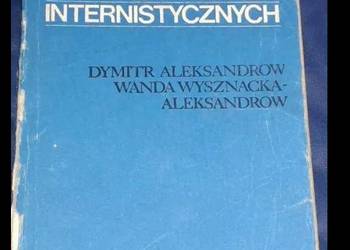 INTERNISTYCZNYCH
DYMITR ALEKSANDROW
WANDA WYSZNACKA-
ALEKSANDROW